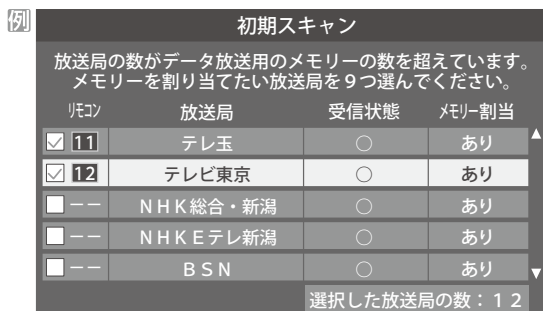 例
初期スキャン
放送局の数がデータ放送用のメモリーの数を超えています。
メモリーを割り当てたい放送局を９つ選んでください。
リモコン 放送局 受信状態 メモリー割当
11 テレ玉 ○ あり
12 テレビ東京 ○ あり
－－ ＮＨＫ総合・新潟 ○ あり
－－ ＮＨＫＥテレ新潟 ○ あり
－－ ＢＳＮ ○ あり
選択した放送局の数：１２